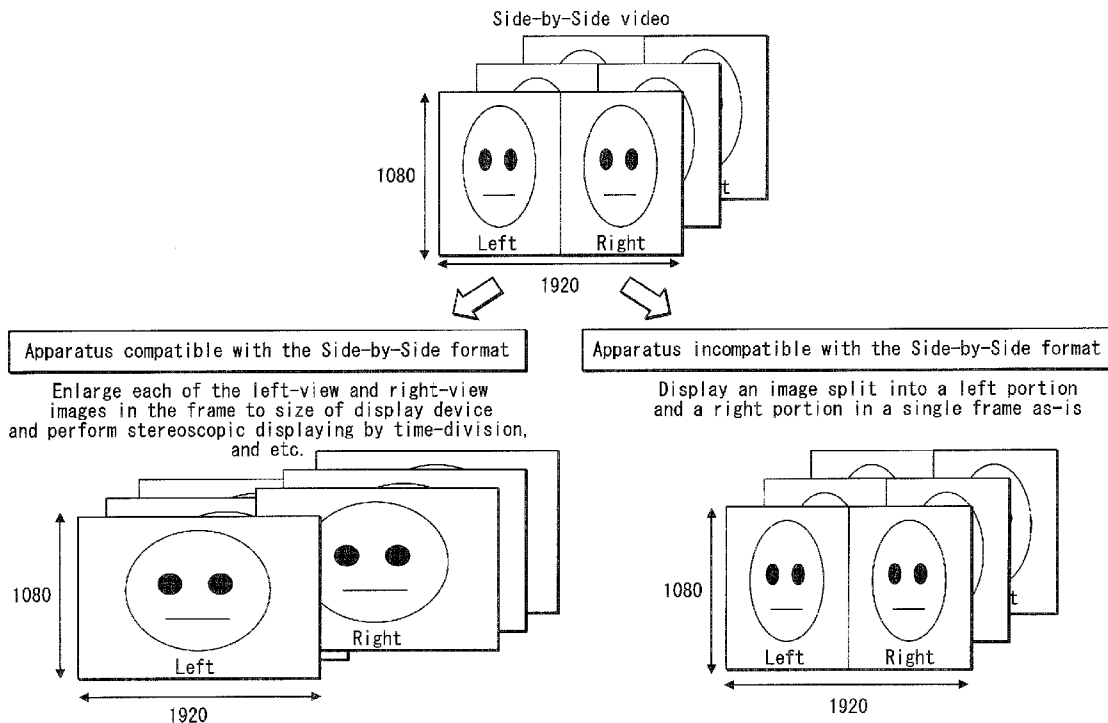 Side-by-Side video
1080
Left
Right
t
1920
Apparatus compatible with the Side-by-Side format
Enlarge each of the left-view and right-view
images in the frame to size of display device
and perform stereoscopic displaying by time-division,
and etc.
1080
Left
Right
1920
Apparatus incompatible with the Side-by-Side format
Display an image split into a left portion
and a right portion in a single frame as-is
1080
Left
Right
t
1920